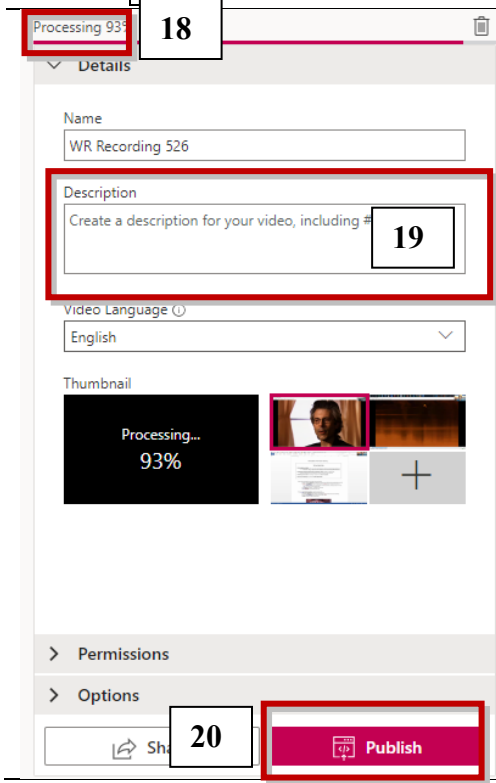 Processing 93%
18
Details
Name
WR Recording 526
Description
Create a description for your video, including #
19
Video Language
English
Thumbnail
Processing...
93%
Permissions
Options
20
Publish